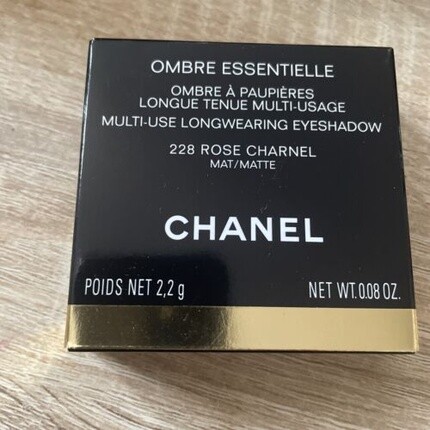 OMBRE ESSENTIELLE
OMBRE À PAUPIÈRES
LONGUE TENUE MULTI-USAGE
MULTI-USE LONGWEARING EYESHADOW
228 ROSE CHARNEL
MAT/MATTE
CHANEL
POIDS NET 2,2 g NET WT.0.08 OZ.